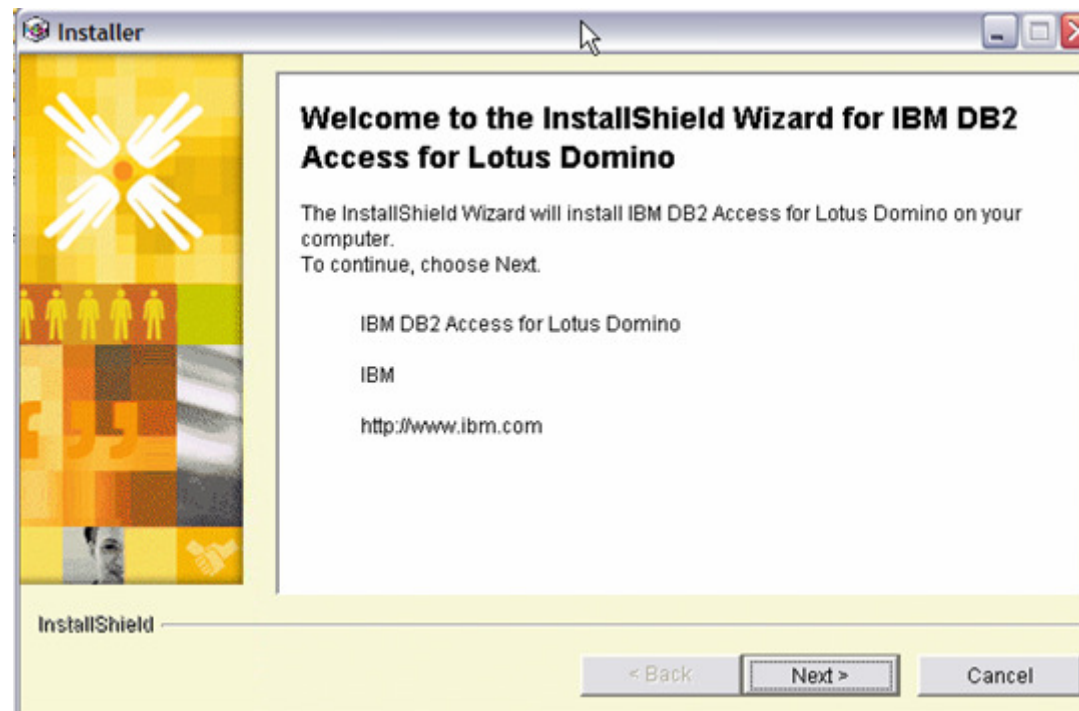 Installer
Welcome to the InstallShield Wizard for IBM DB2
Access for Lotus Domino
The InstallShield Wizard will install IBM DB2 Access for Lotus Domino on your
computer.
To continue, choose Next.
IBM DB2 Access for Lotus Domino
IBM
http://www.ibm.com
InstallShield
< Back
Next >
Cancel